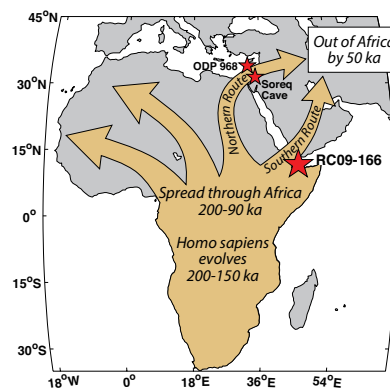 45°N
30°N
15°N
0°
15°S
30°S
18°W
0°
18°E
36°E
54°E
ODP 968
Soreq
Cave
Out of Africa
by 50 ka
Northern Route
Southern Route
RC09-166
Spread through Africa
200-90 ka
Homo sapiens
evolves
200-150 ka